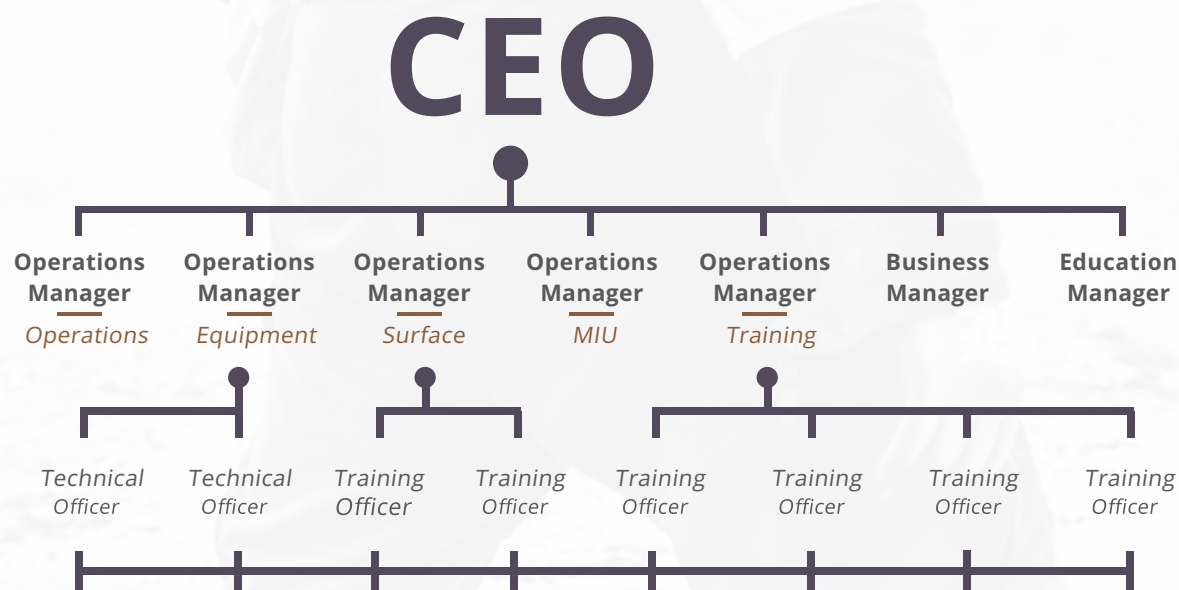 CEO
Operations Manager Operations
Operations Manager Equipment
Operations Manager Surface
Operations Manager MIU
Operations Manager Training
Business Manager
Education Manager
Technical Officer
Technical Officer
Training Officer
Training Officer
Training Officer
Training Officer
Training Officer
Training Officer